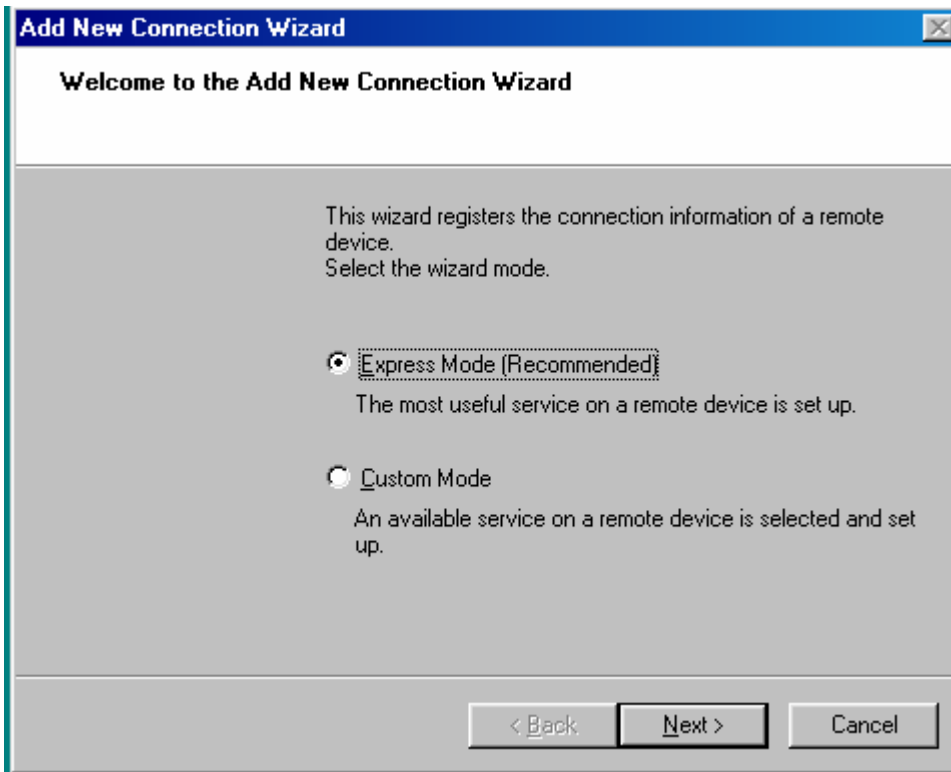 Add New Connection Wizard
Welcome to the Add New Connection Wizard
This wizard registers the connection information of a remote
device.
Select the wizard mode.
Express Mode (Recommended)
The most useful service on a remote device is set up.
Custom Mode
An available service on a remote device is selected and set
up.
< Back
Next >
Cancel